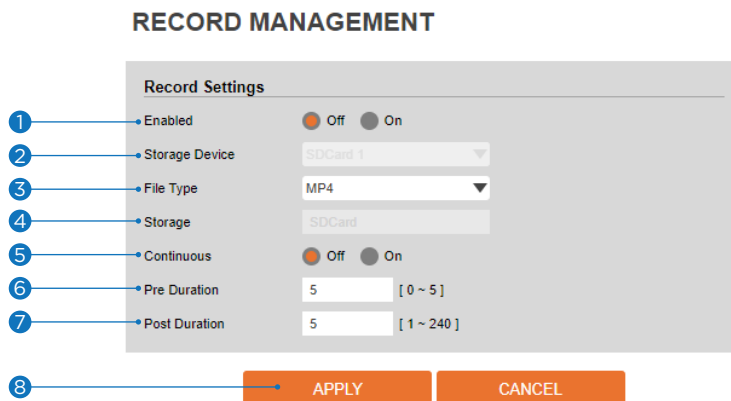 RECORD MANAGEMENT
Record Settings
1 Enabled Off On
2 Storage Device SDCard 1
3 File Type MP4
4 Storage SDCard
5 Continuous Off On
6 Pre Duration 5 [ 0 ~ 5 ]
7 Post Duration 5 [ 1 ~ 240 ]
8 APPLY CANCEL